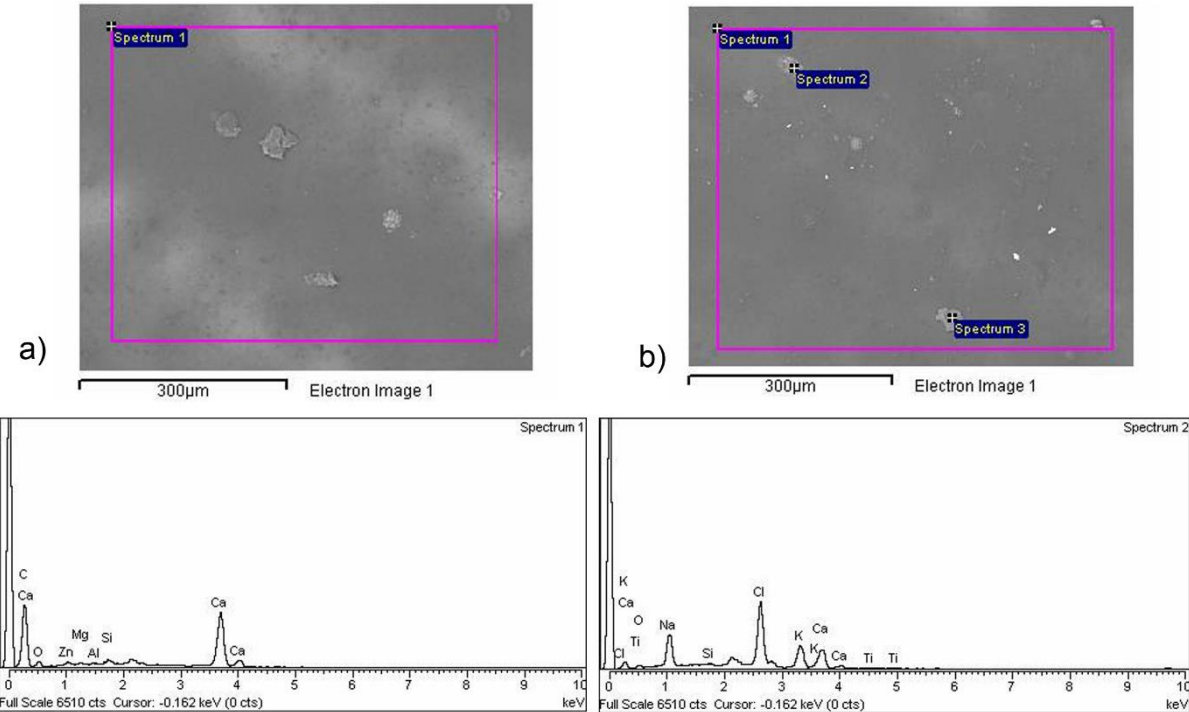 Spectrum 1
a)
300µm
Electron Image 1
Spectrum 1
Spectrum 2
Spectrum 3
b)
300µm
Electron Image 1
Spectrum 1
C
Ca
O
Zn
Mg
Al
Si
Ca
Ca
0 1 2 3 4 5 6 7 8 9 10
Full Scale 6510 cts Cursor: -0.162 keV (0 cts)
keV
Spectrum 2
K
Ca
O
Ti
Cl
Na
Si
Cl
K
K
Ca
Ca
Ti
Ti
0 1 2 3 4 5 6 7 8 9 10
Full Scale 6510 cts Cursor: -0.162 keV (0 cts)
keV